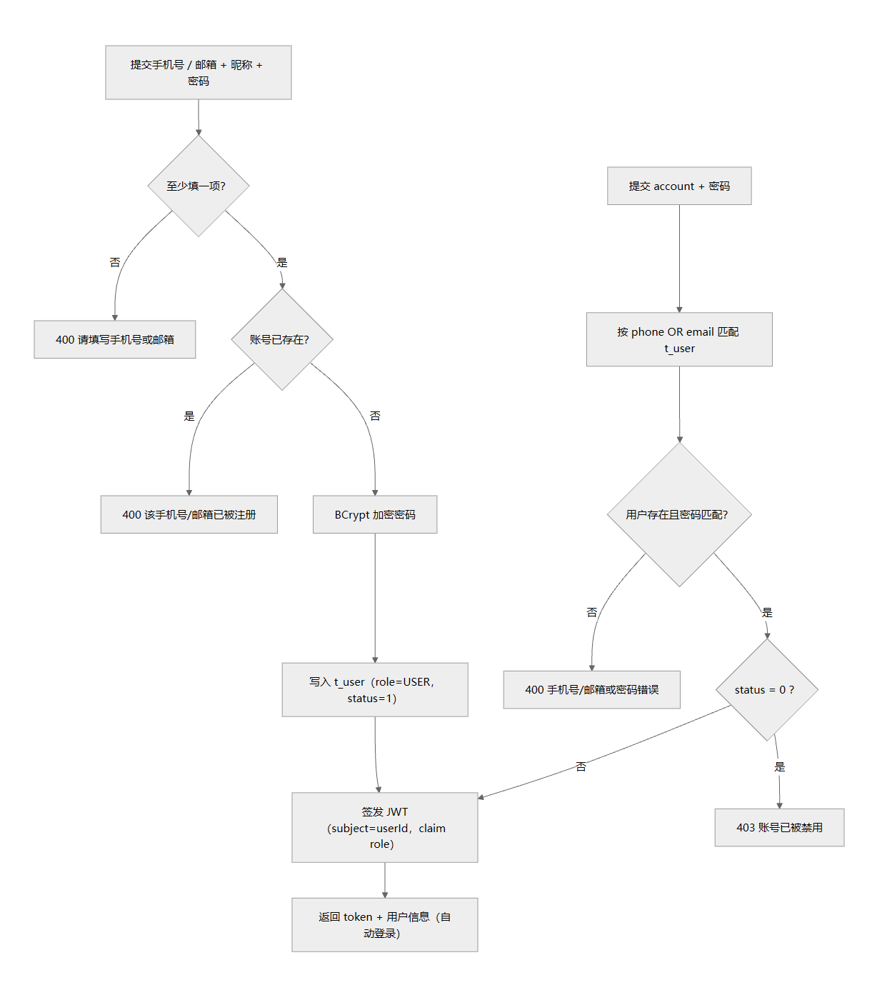 提交手机号 / 邮箱 + 昵称 +
密码
至少填一项?
否
是
400 请填写手机号或邮箱
账号已存在?
是
否
400 该手机号/邮箱已被注册
BCrypt 加密密码
写入 t_user（role=USER，
status=1）
提交 account + 密码
按 phone OR email 匹配
t_user
用户存在且密码匹配?
否
是
400 手机号/邮箱或密码错误
status = 0 ?
否
是
403 账号已被禁用
签发 JWT
（subject=userId，claim
role）
返回 token + 用户信息（自
动登录）